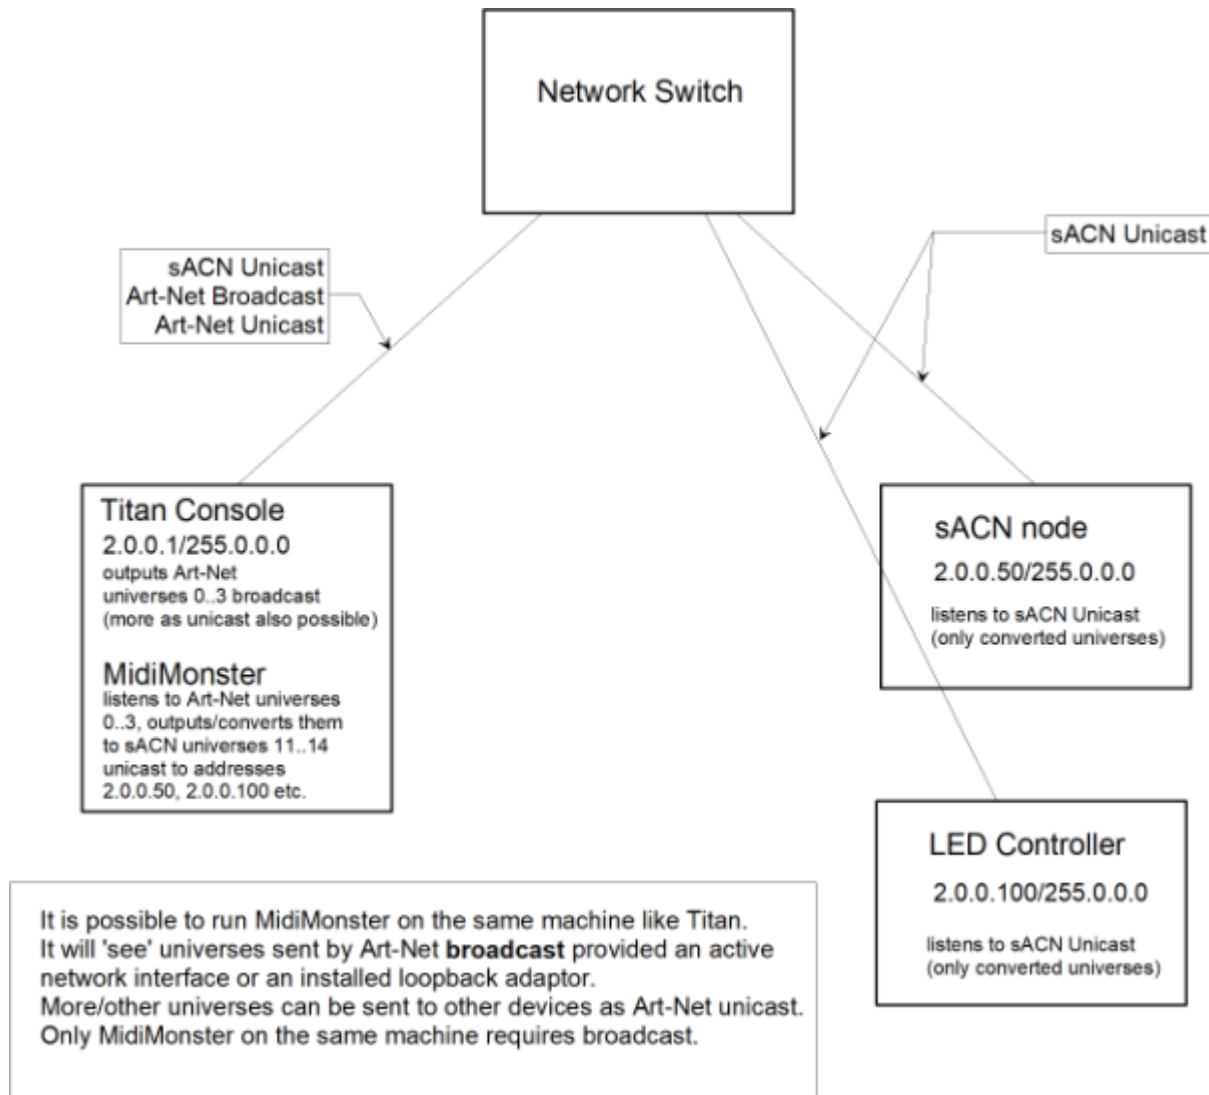 Network Switch
sACN Unicast
Art-Net Broadcast
Art-Net Unicast
sACN Unicast
Titan Console
2.0.0.1/255.0.0.0
outputs Art-Net
universes 0..3 broadcast
(more as unicast also possible)
MidiMonster
listens to Art-Net universes
0..3, outputs/converts them
to sACN universes 11..14
unicast to addresses
2.0.0.50, 2.0.0.100 etc.
sACN node
2.0.0.50/255.0.0.0
listens to sACN Unicast
(only converted universes)
LED Controller
2.0.0.100/255.0.0.0
listens to sACN Unicast
(only converted universes)
It is possible to run MidiMonster on the same machine like Titan.
It will 'see' universes sent by Art-Net broadcast provided an active
network interface or an installed loopback adaptor.
More/other universes can be sent to other devices as Art-Net unicast.
Only MidiMonster on the same machine requires broadcast.